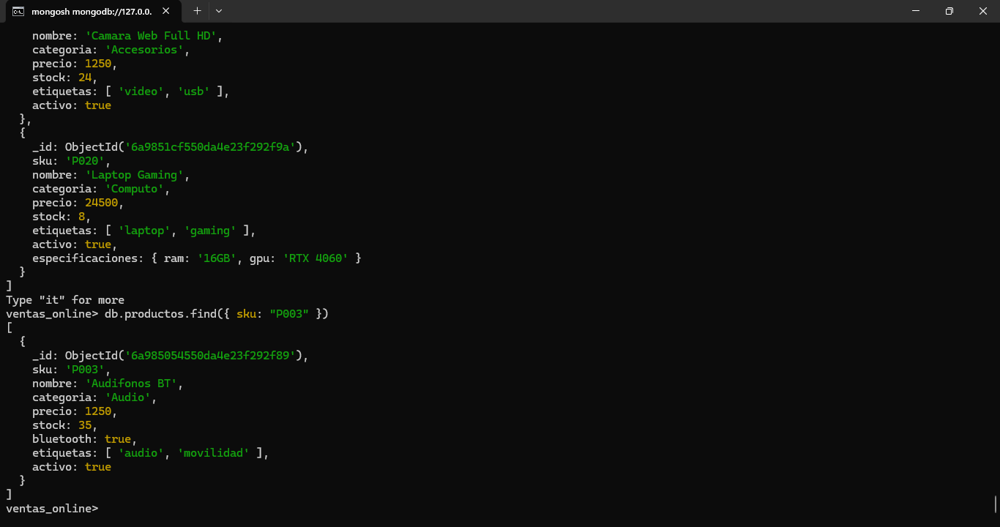 mongosh mongodb://127.0.0.
    nombre: 'Camara Web Full HD',
    categoria: 'Accesorios',
    precio: 1250,
    stock: 24,
    etiquetas: [ 'video', 'usb' ],
    activo: true
  },
  {
    _id: ObjectId('6a9851cf550da4e23f292f9a'),
    sku: 'P020',
    nombre: 'Laptop Gaming',
    categoria: 'Computo',
    precio: 24500,
    stock: 8,
    etiquetas: [ 'laptop', 'gaming' ],
    activo: true,
    especificaciones: { ram: '16GB', gpu: 'RTX 4060' }
  }
]
Type "it" for more
ventas_online> db.productos.find({ sku: "P003" })
[
  {
    _id: ObjectId('6a985054550da4e23f292f89'),
    sku: 'P003',
    nombre: 'Audifonos BT',
    categoria: 'Audio',
    precio: 1250,
    stock: 35,
    bluetooth: true,
    etiquetas: [ 'audio', 'movilidad' ],
    activo: true
  }
]
ventas_online>